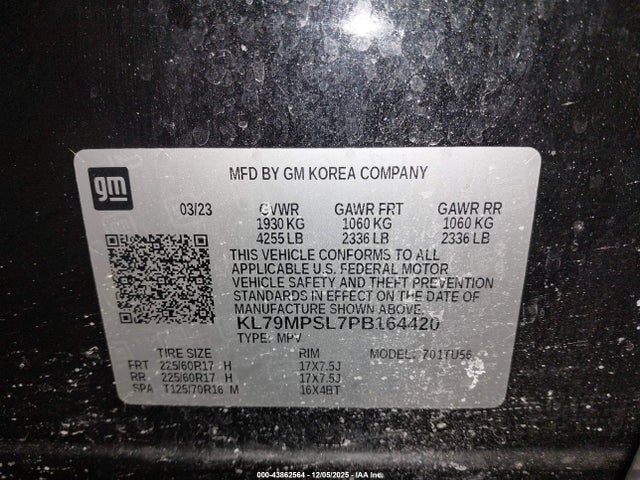 gm
MFD BY GM KOREA COMPANY
03/23 GVWR GAWR FRT GAWR RR
1930 KG 1060 KG 1060 KG
4255 LB 2336 LB 2336 LB
THIS VEHICLE CONFORMS TO ALL
APPLICABLE U.S. FEDERAL MOTOR
VEHICLE SAFETY AND THEFT PREVENTION
STANDARDS IN EFFECT ON THE DATE OF
MANUFACTURE SHOWN ABOVE.
KL79MPSL7PB164420
TYPE: MPV
TIRE SIZE RIM MODEL: 701TU56
FRT 225/60R17 H 17X7.5J
RR 225/60R17 H 17X7.5J
SPA T125/70R16 M 16X4BT
000-43862564 - 12/05/2025 - IAA Inc.